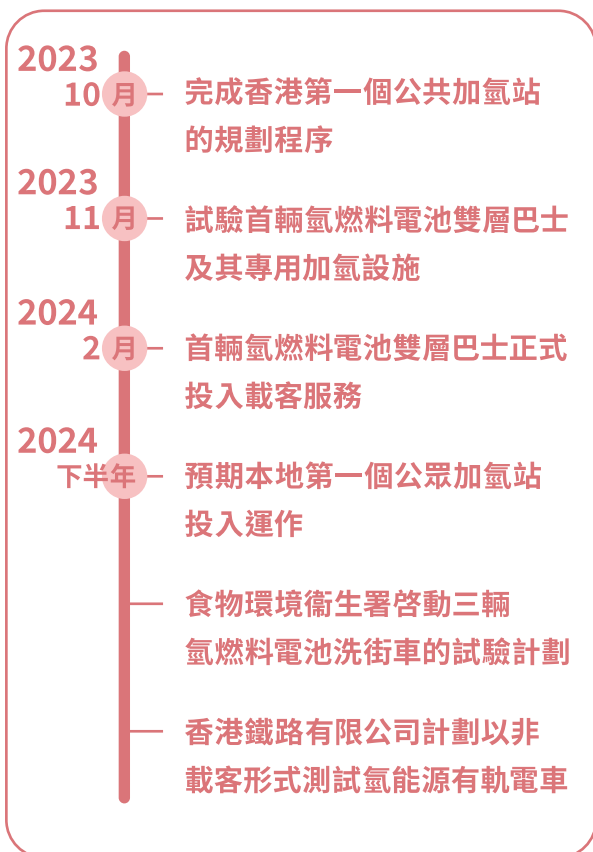 2023
10 月
完成香港第一個公共加氫站
的規劃程序
2023
11 月
試驗首輛氫燃料電池雙層巴士
及其專用加氫設施
2024
2 月
首輛氫燃料電池雙層巴士正式
投入載客服務
2024
下半年
預期本地第一個公眾加氫站
投入運作
食物環境衞生署啓動三輛
氫燃料電池洗街車的試驗計劃
香港鐵路有限公司計劃以非
載客形式測試氫能源有軌電車